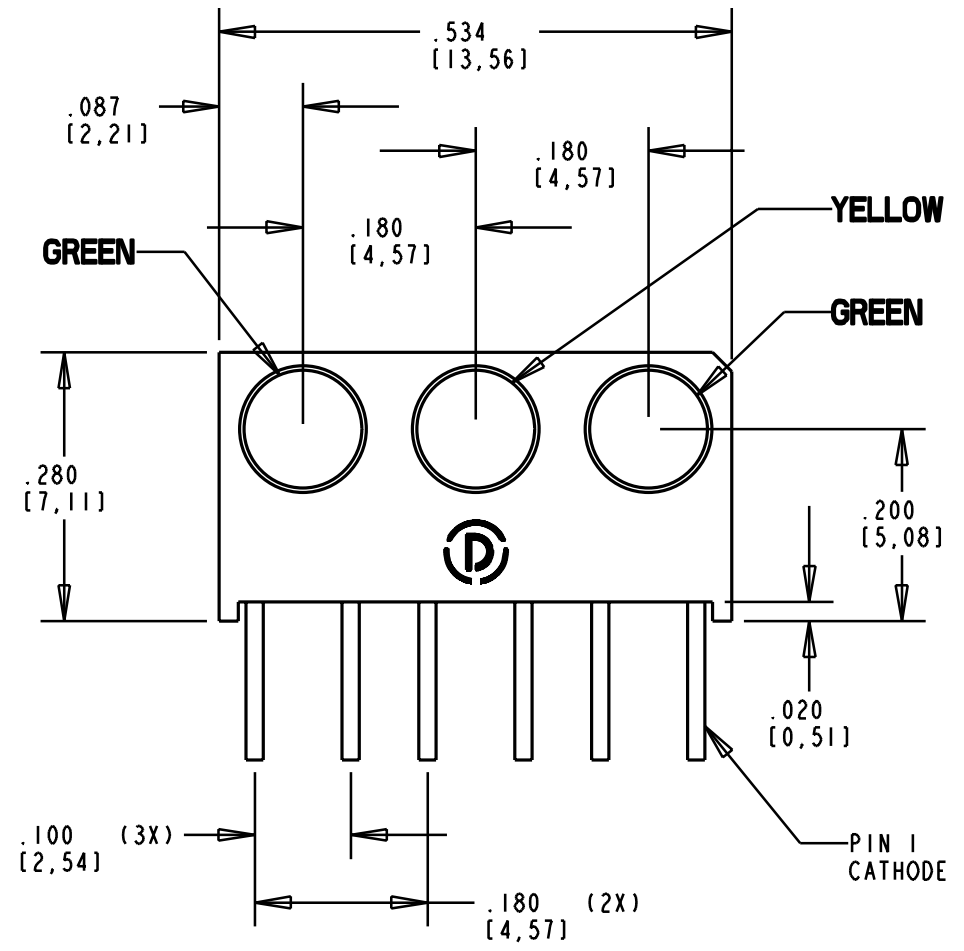 .534
[13,56]
.087
[2,21]
.180
[4,57]
.180
[4,57]
YELLOW
GREEN
GREEN
.280
[7,11]
.200
[5,08]
D
.020
[0,51]
.100 (3X)
[2,54]
PIN 1
CATHODE
.180 (2X)
[4,57]